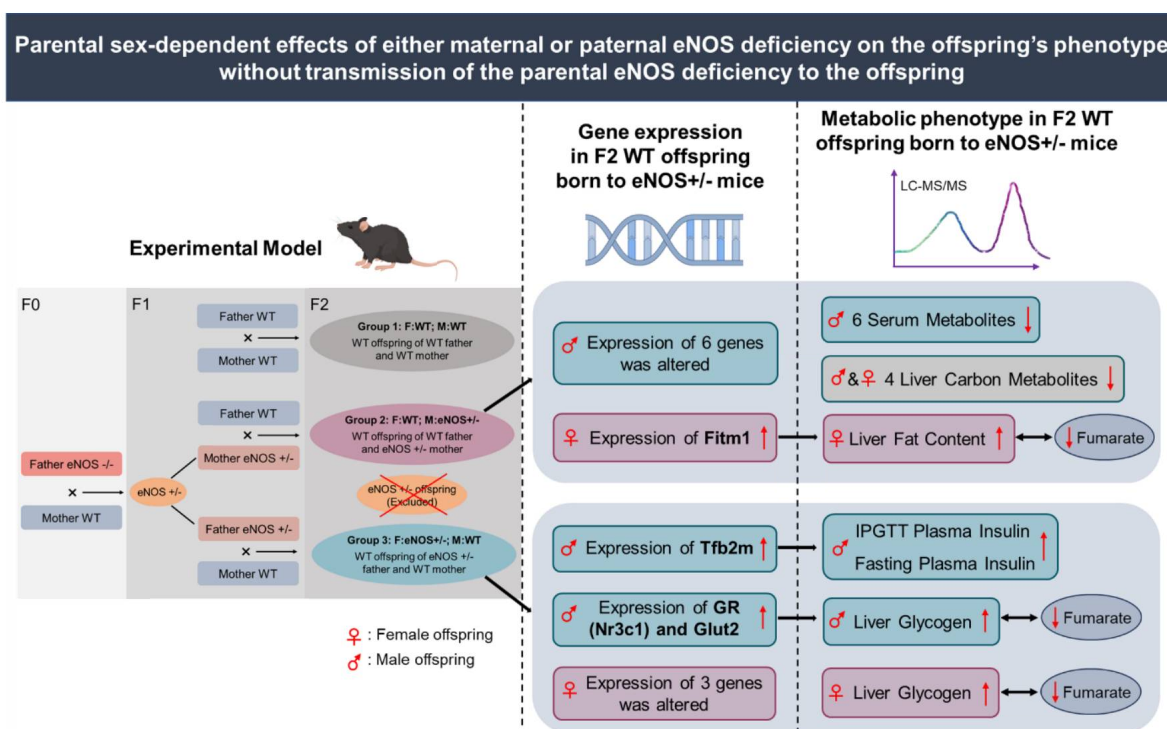 Parental sex-dependent effects of either maternal or paternal eNOS deficiency on the offspring's phenotype
without transmission of the parental eNOS deficiency to the offspring
Experimental Model
F0
F1
F2
Father eNOS -/-
×
Mother WT
eNOS +/-
Father WT
×
Mother WT
Father WT
×
Mother eNOS +/-
Father eNOS +/-
×
Mother WT
Group 1: F:WT; M:WT
WT offspring of WT father
and WT mother
Group 2: F:WT; M:eNOS+/-
WT offspring of WT father
and eNOS +/- mother
eNOS +/- offspring
(Excluded)
Group 3: F:eNOS+/-; M:WT
WT offspring of eNOS +/-
father and WT mother
♀ : Female offspring
♂ : Male offspring
Gene expression
in F2 WT offspring
born to eNOS+/- mice
♂ Expression of 6 genes
was altered
♀ Expression of Fitm1 ↑
♂ Expression of Tfb2m ↑
♂ Expression of GR ↑
(Nr3c1) and Glut2
♀ Expression of 3 genes
was altered
Metabolic phenotype in F2 WT
offspring born to eNOS+/- mice
LC-MS/MS
♂ 6 Serum Metabolites ↓
♂&♀ 4 Liver Carbon Metabolites ↓
♀ Liver Fat Content ↑
↓ Fumarate
♂ IPGTT Plasma Insulin ↑
Fasting Plasma Insulin
♂ Liver Glycogen ↑
↓ Fumarate
♀ Liver Glycogen ↑
↓ Fumarate